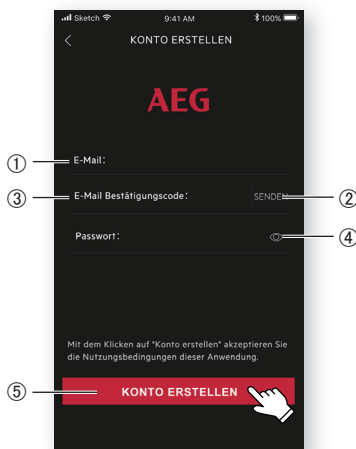 Sketch 9:41 AM 100%
KONTO ERSTELLEN
AEG
① E-Mail:
③ E-Mail Bestätigungscode: SENDEN ②
Passwort: ④
Mit dem Klicken auf "Konto erstellen" akzeptieren Sie
die Nutzungsbedingungen dieser Anwendung.
⑤ KONTO ERSTELLEN